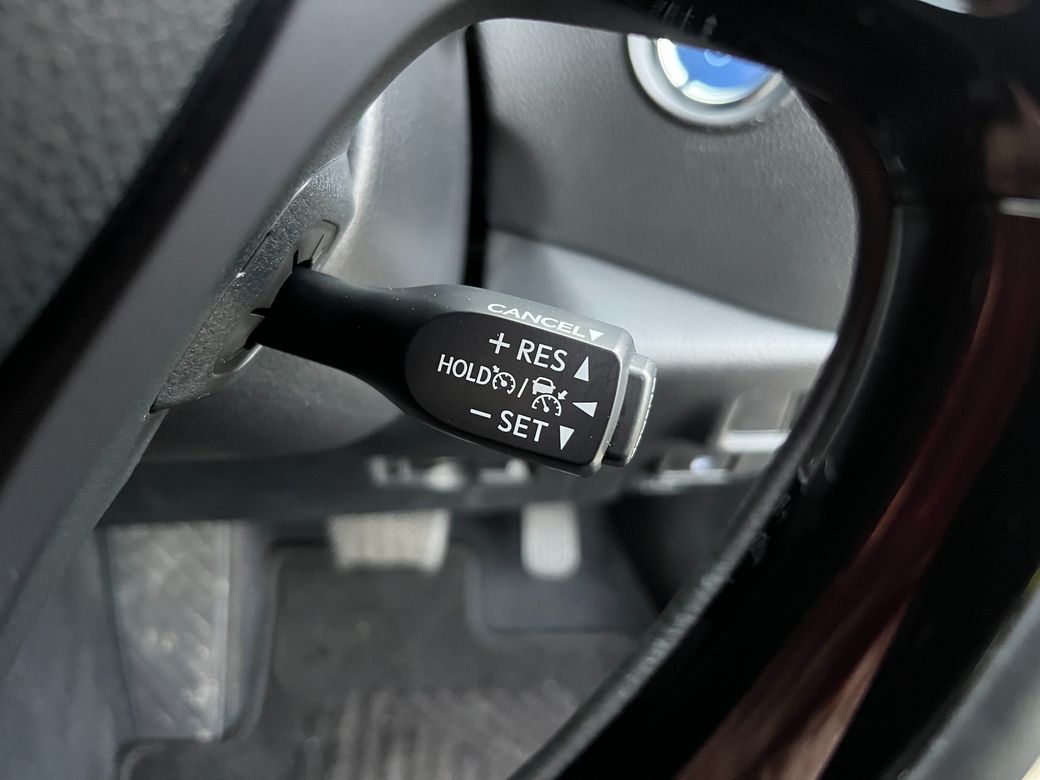 CANCEL▼
+ RES ▲
HOLD / ◀
− SET ▼